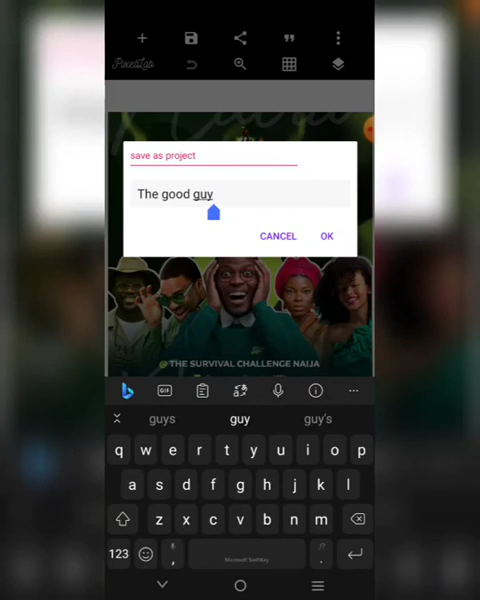 PixelLab
save as project
The good guy
CANCEL OK
@ THE SURVIVAL CHALLENGE NAIJA
GIF
guys guy guy's
q w e r t y u i o p
a s d f g h j k l
z x c v b n m
123 , Microsoft SwiftKey .